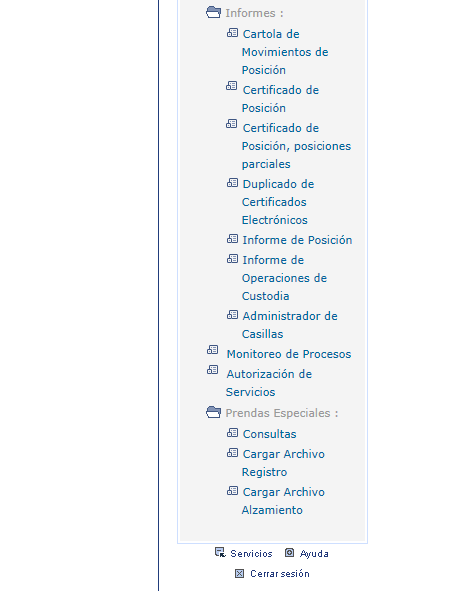 Informes :
Cartola de
Movimientos de
Posición
Certificado de
Posición
Certificado de
Posición, posiciones
parciales
Duplicado de
Certificados
Electrónicos
Informe de Posición
Informe de
Operaciones de
Custodia
Administrador de
Casillas
Monitoreo de Procesos
Autorización de
Servicios
Prendas Especiales :
Consultas
Cargar Archivo
Registro
Cargar Archivo
Alzamiento
Servicios Ayuda
Cerrar sesión